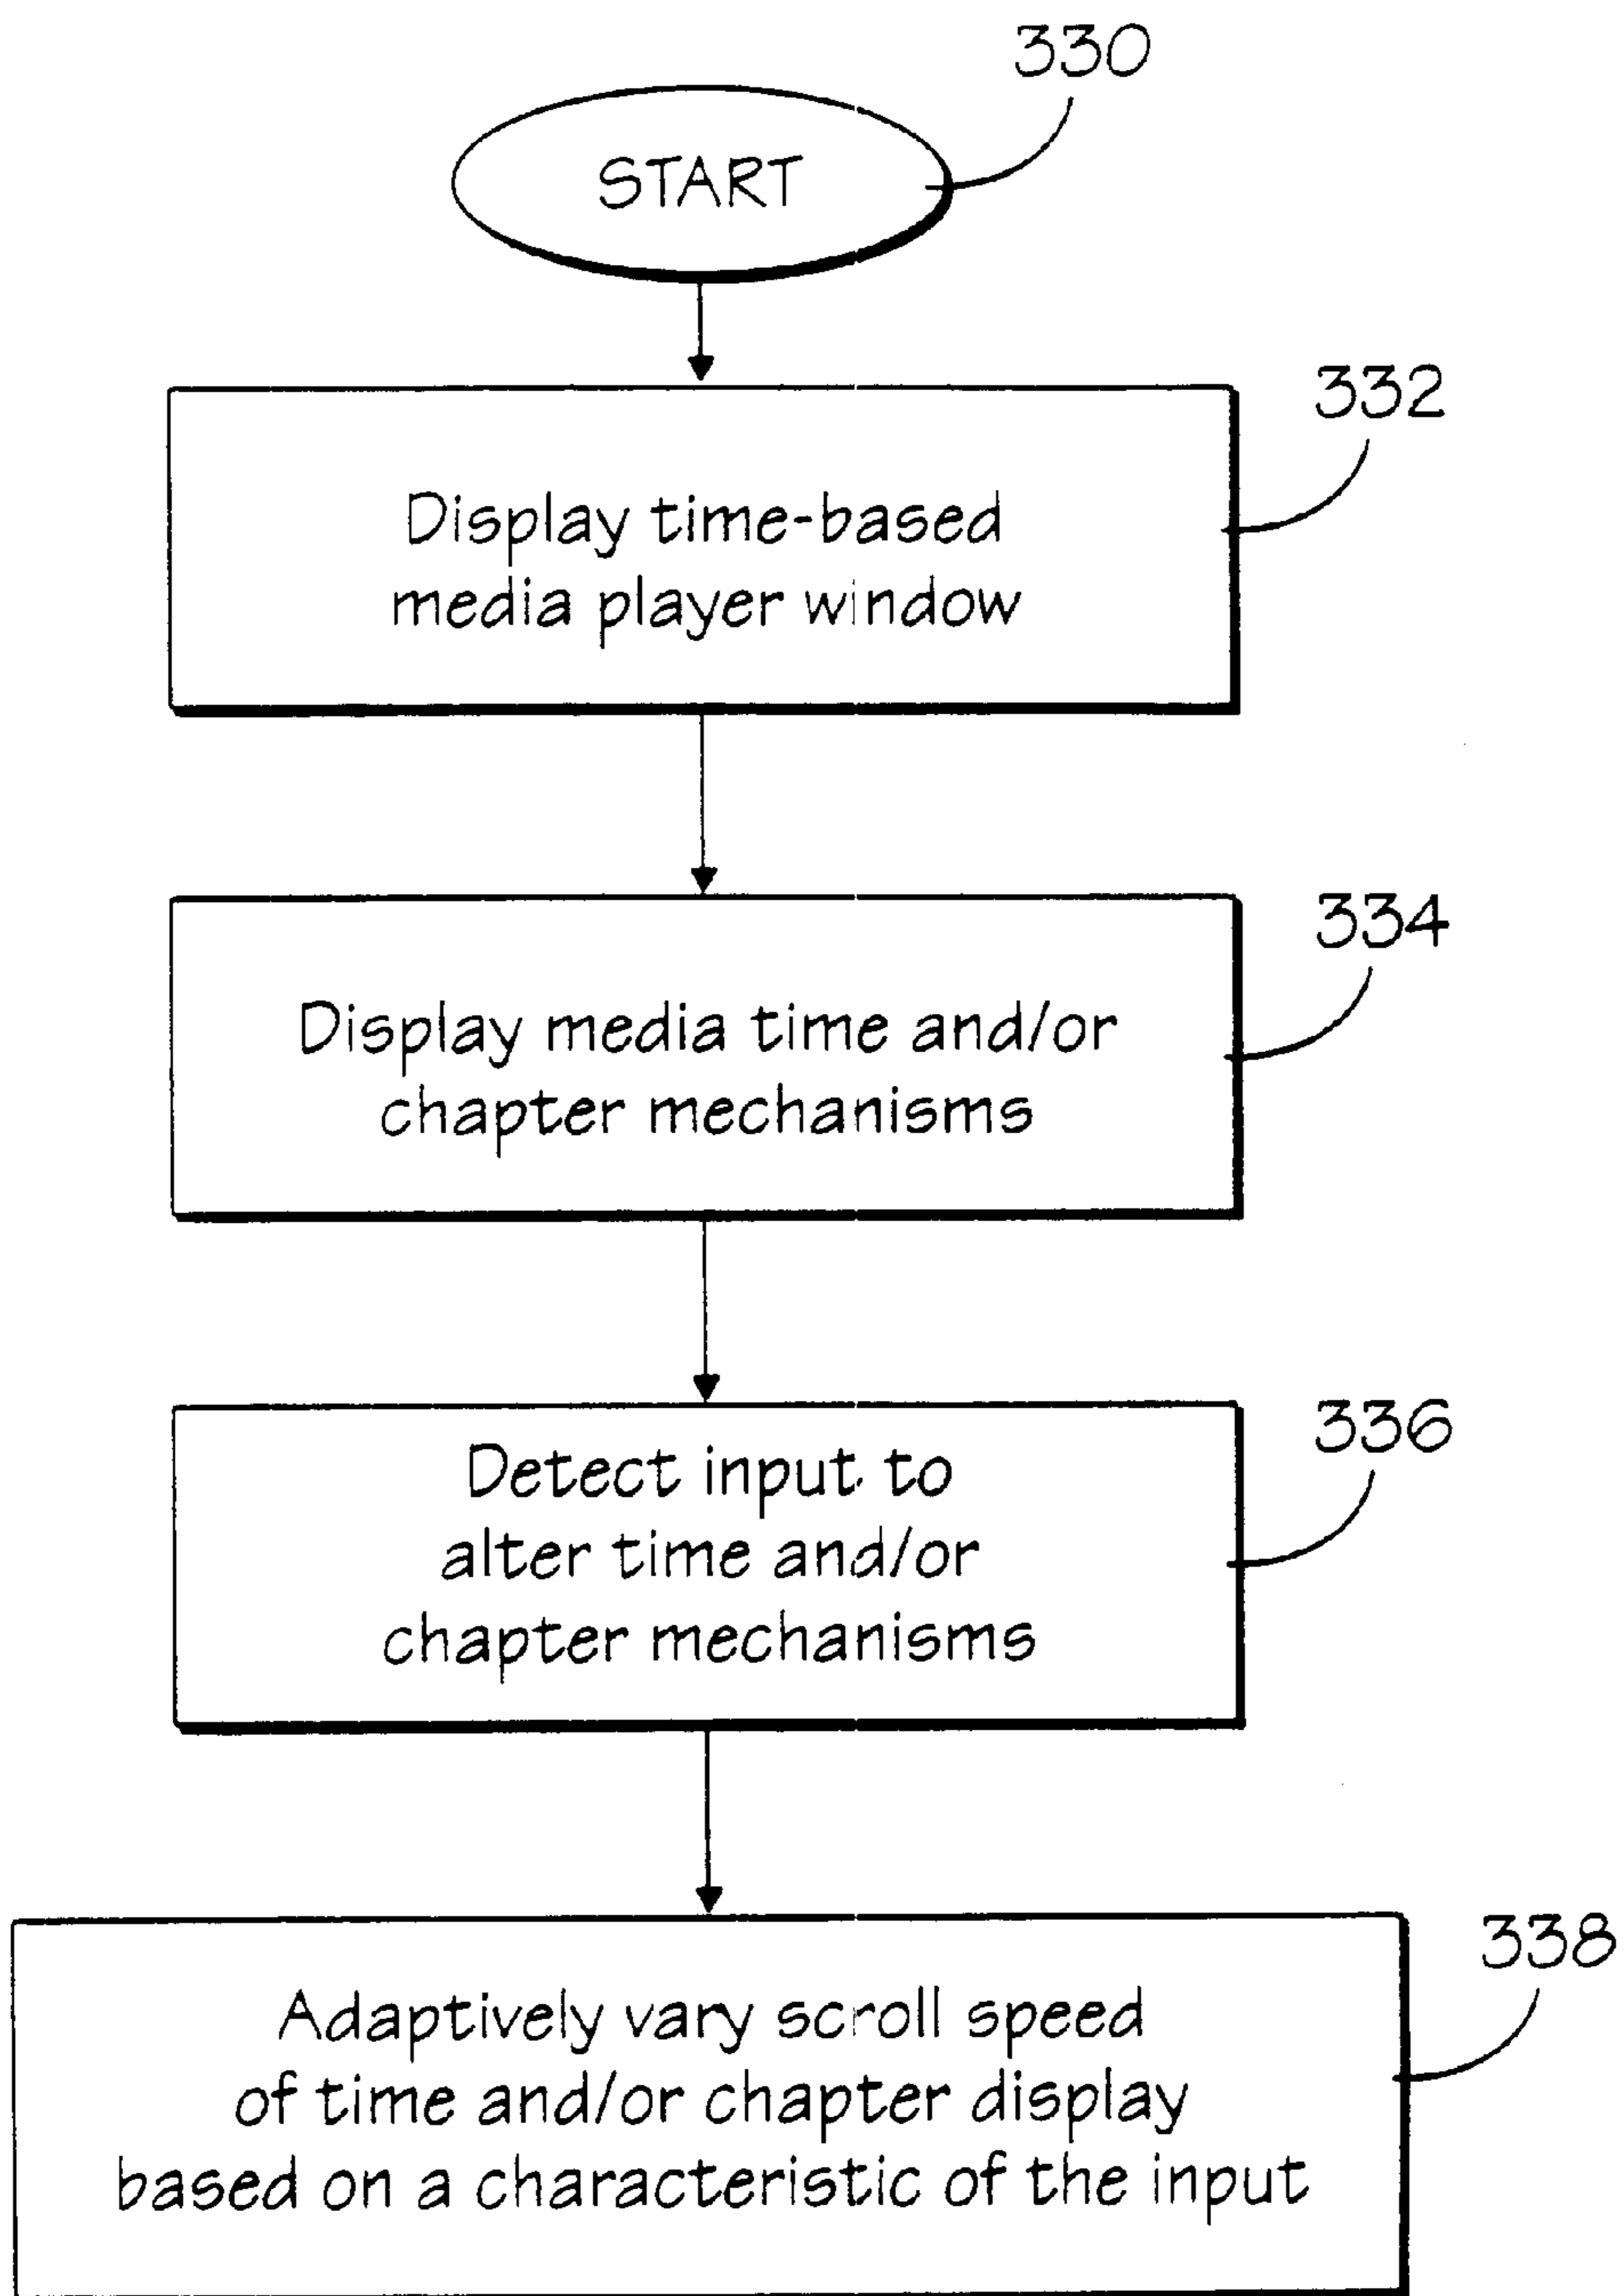 330
START
332
Display time-based
media player window
334
Display media time and/or
chapter mechanisms
336
Detect input to
alter time and/or
chapter mechanisms
338
Adaptively vary scroll speed
of time and/or chapter display
based on a characteristic of the input